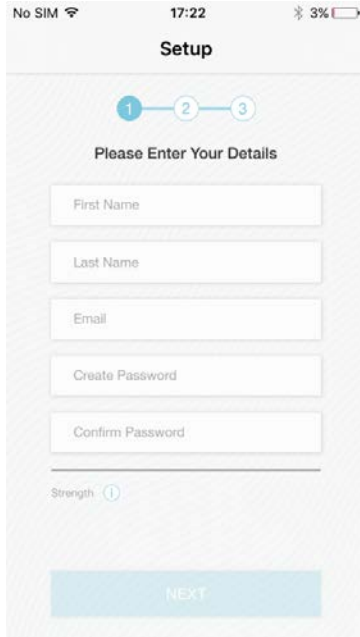 No SIM 17:22 3%
Setup
1 2 3
Please Enter Your Details
First Name
Last Name
Email
Create Password
Confirm Password
Strength i
NEXT